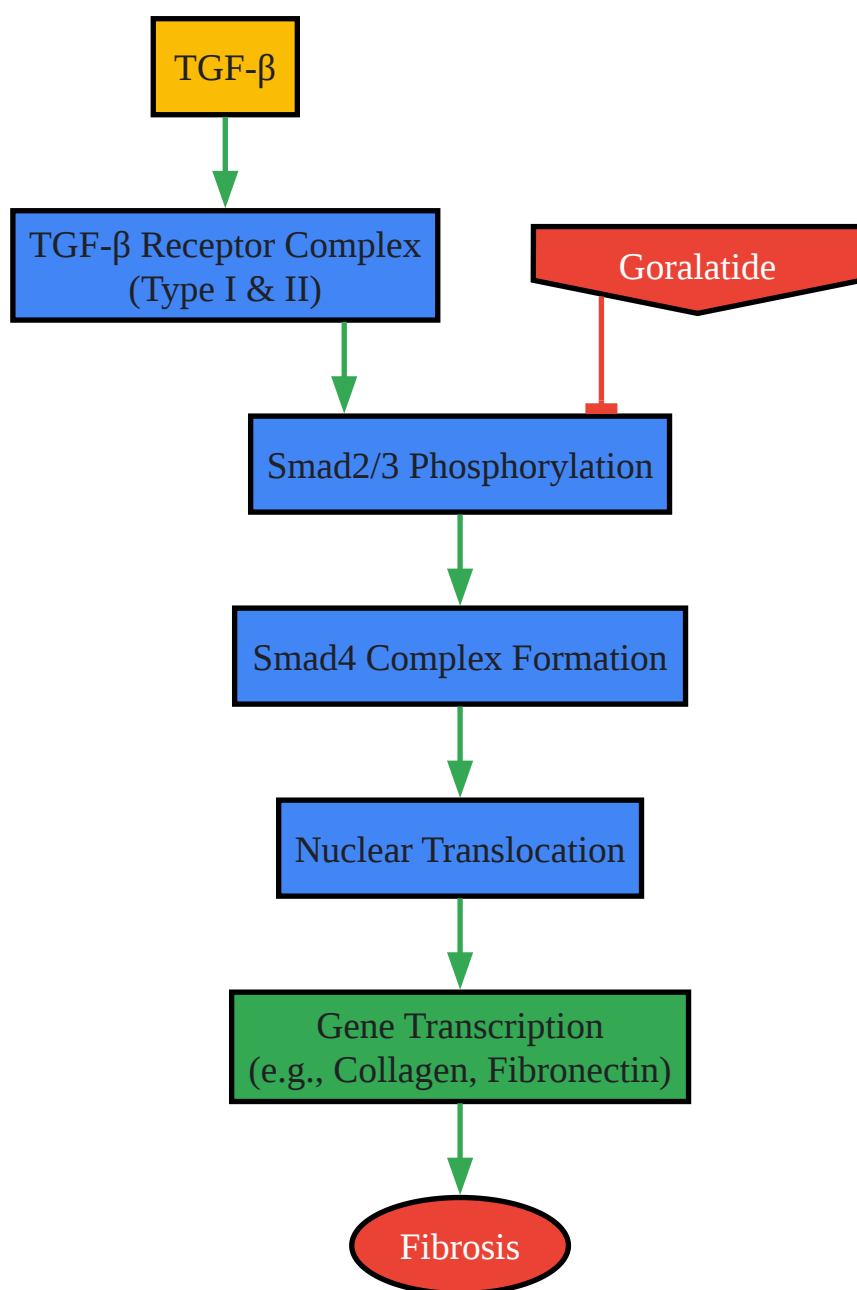 TGF-β
TGF-β Receptor Complex
(Type I & II)
Goralatide
Smad2/3 Phosphorylation
Smad4 Complex Formation
Nuclear Translocation
Gene Transcription
(e.g., Collagen, Fibronectin)
Fibrosis